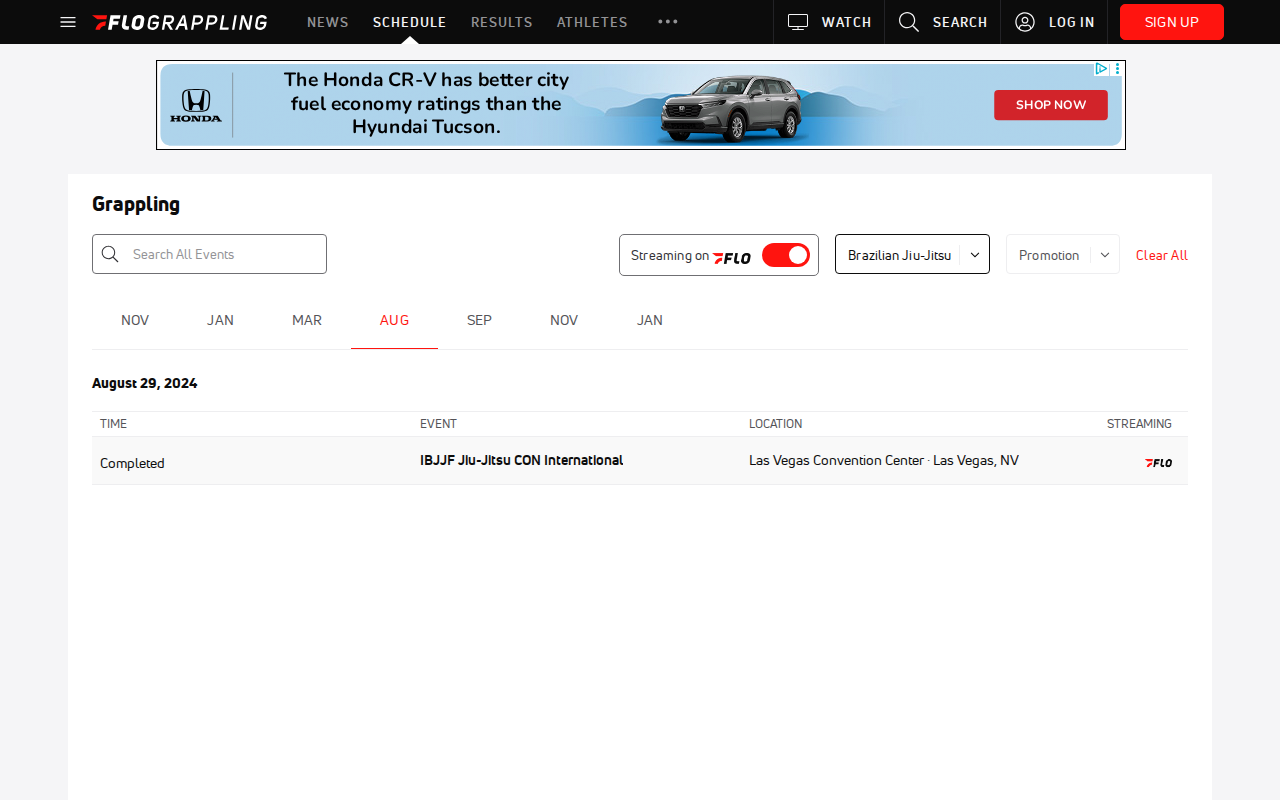 FLOGRAPPLING NEWS SCHEDULE RESULTS ATHLETES WATCH SEARCH LOG IN SIGN UP
The Honda CR-V has better city
fuel economy ratings than the
Hyundai Tucson.
HONDA
SHOP NOW
Grappling
Search All Events
Streaming on FLO
Brazilian Jiu-Jitsu
Promotion
Clear All
NOV JAN MAR AUG SEP NOV JAN
August 29, 2024
TIME EVENT LOCATION STREAMING
Completed IBJJF Jiu-Jitsu CON International Las Vegas Convention Center · Las Vegas, NV FLO